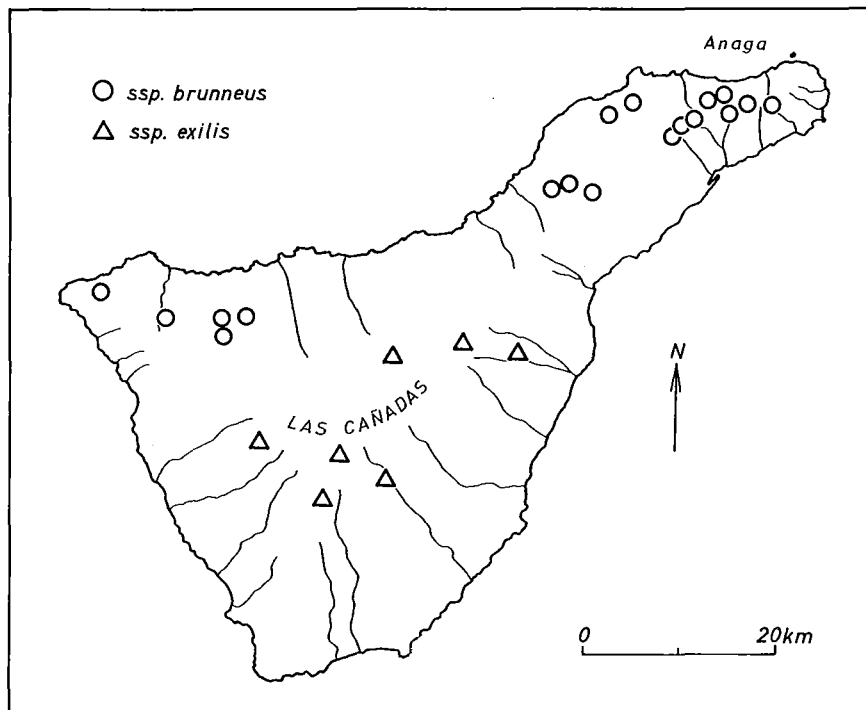 Anaga
ssp. brunneus
ssp. exilis
N
LAS CAÑADAS
0 20km